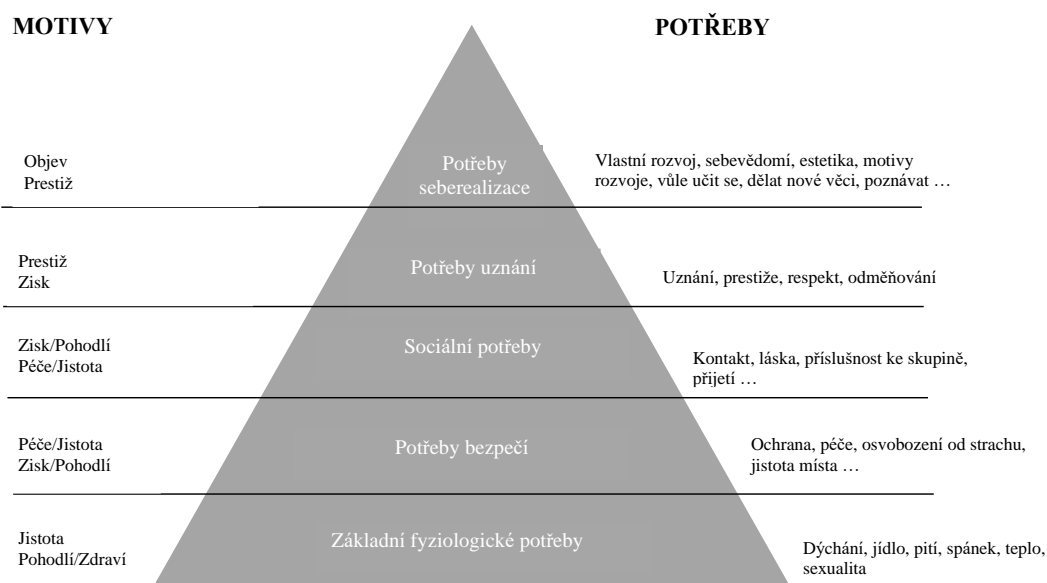 MOTIVY
POTŘEBY
Objev
Prestiž
Potřeby
seberealizace
Vlastní rozvoj, sebevědomí, estetika, motivy
rozvoje, vůle učit se, dělat nové věci, poznávat …
Prestiž
Zisk
Potřeby uznání
Uznání, prestiže, respekt, odměňování
Zisk/Pohodlí
Péče/Jistota
Sociální potřeby
Kontakt, láska, příslušnost ke skupině,
přijetí …
Péče/Jistota
Zisk/Pohodlí
Potřeby bezpečí
Ochrana, péče, osvobození od strachu,
jistota místa …
Jistota
Pohodlí/Zdraví
Základní fyziologické potřeby
Dýchání, jídlo, pití, spánek, teplo,
sexualita